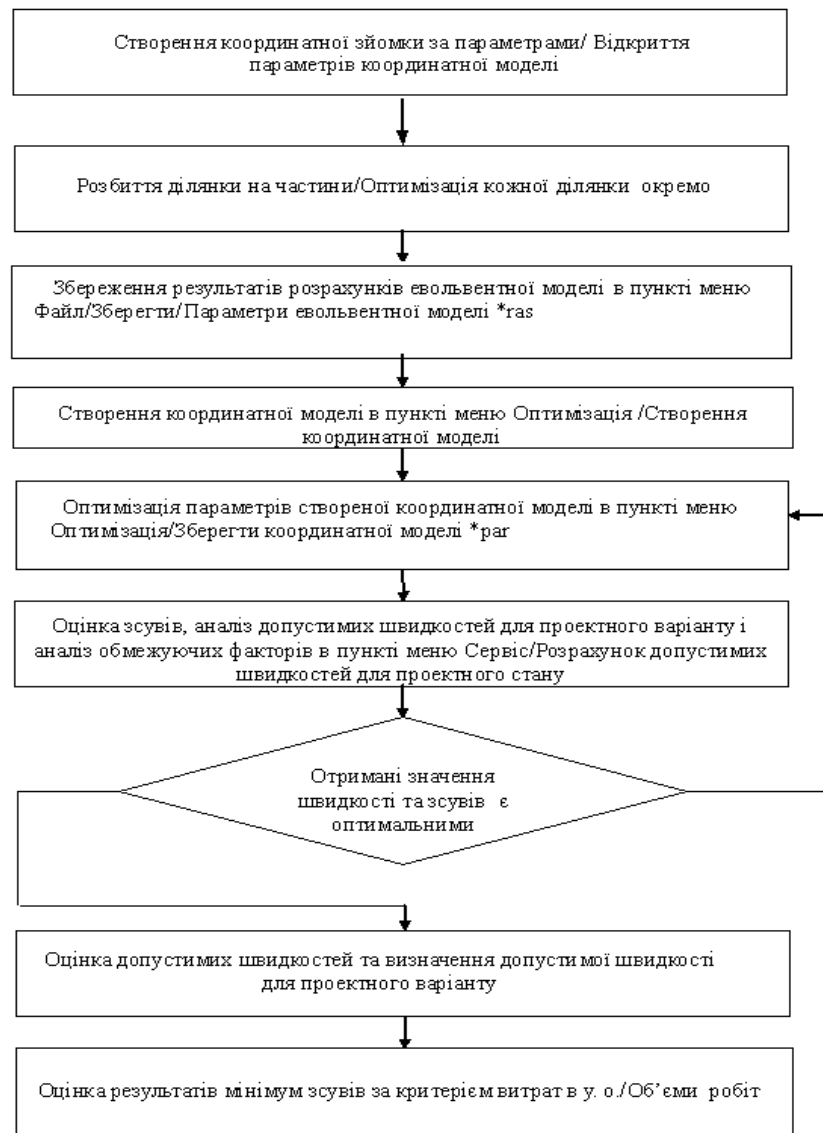 Створення координатної зйомки за параметрами/ Відкриття
параметрів координатної моделі
Розбиття ділянки на частини/Оптимізація кожної ділянки окремо
Збереження результатів розрахунків евольвентної моделі в пункті меню
Файл/Зберегти/Параметри евольвентної моделі *ras
Створення координатної моделі в пункті меню Оптимізація /Створення
координатної моделі
Оптимізація параметрів створеної координатної моделі в пункті меню
Оптимізація/Зберегти координатної моделі *par
Оцінка зсувів, аналіз допустимих швидкостей для проектного варіанту і
аналіз обмежуючих факторів в пункті меню Сервіс/Розрахунок допустимих
швидкостей для проектного стану
Отримані значення
швидкості та зсувів є
оптимальними
Оцінка допустимих швидкостей та визначення допустимої швидкості
для проектного варіанту
Оцінка результатів мінімум зсувів за критерієм витрат в у. о./Об’єми робіт